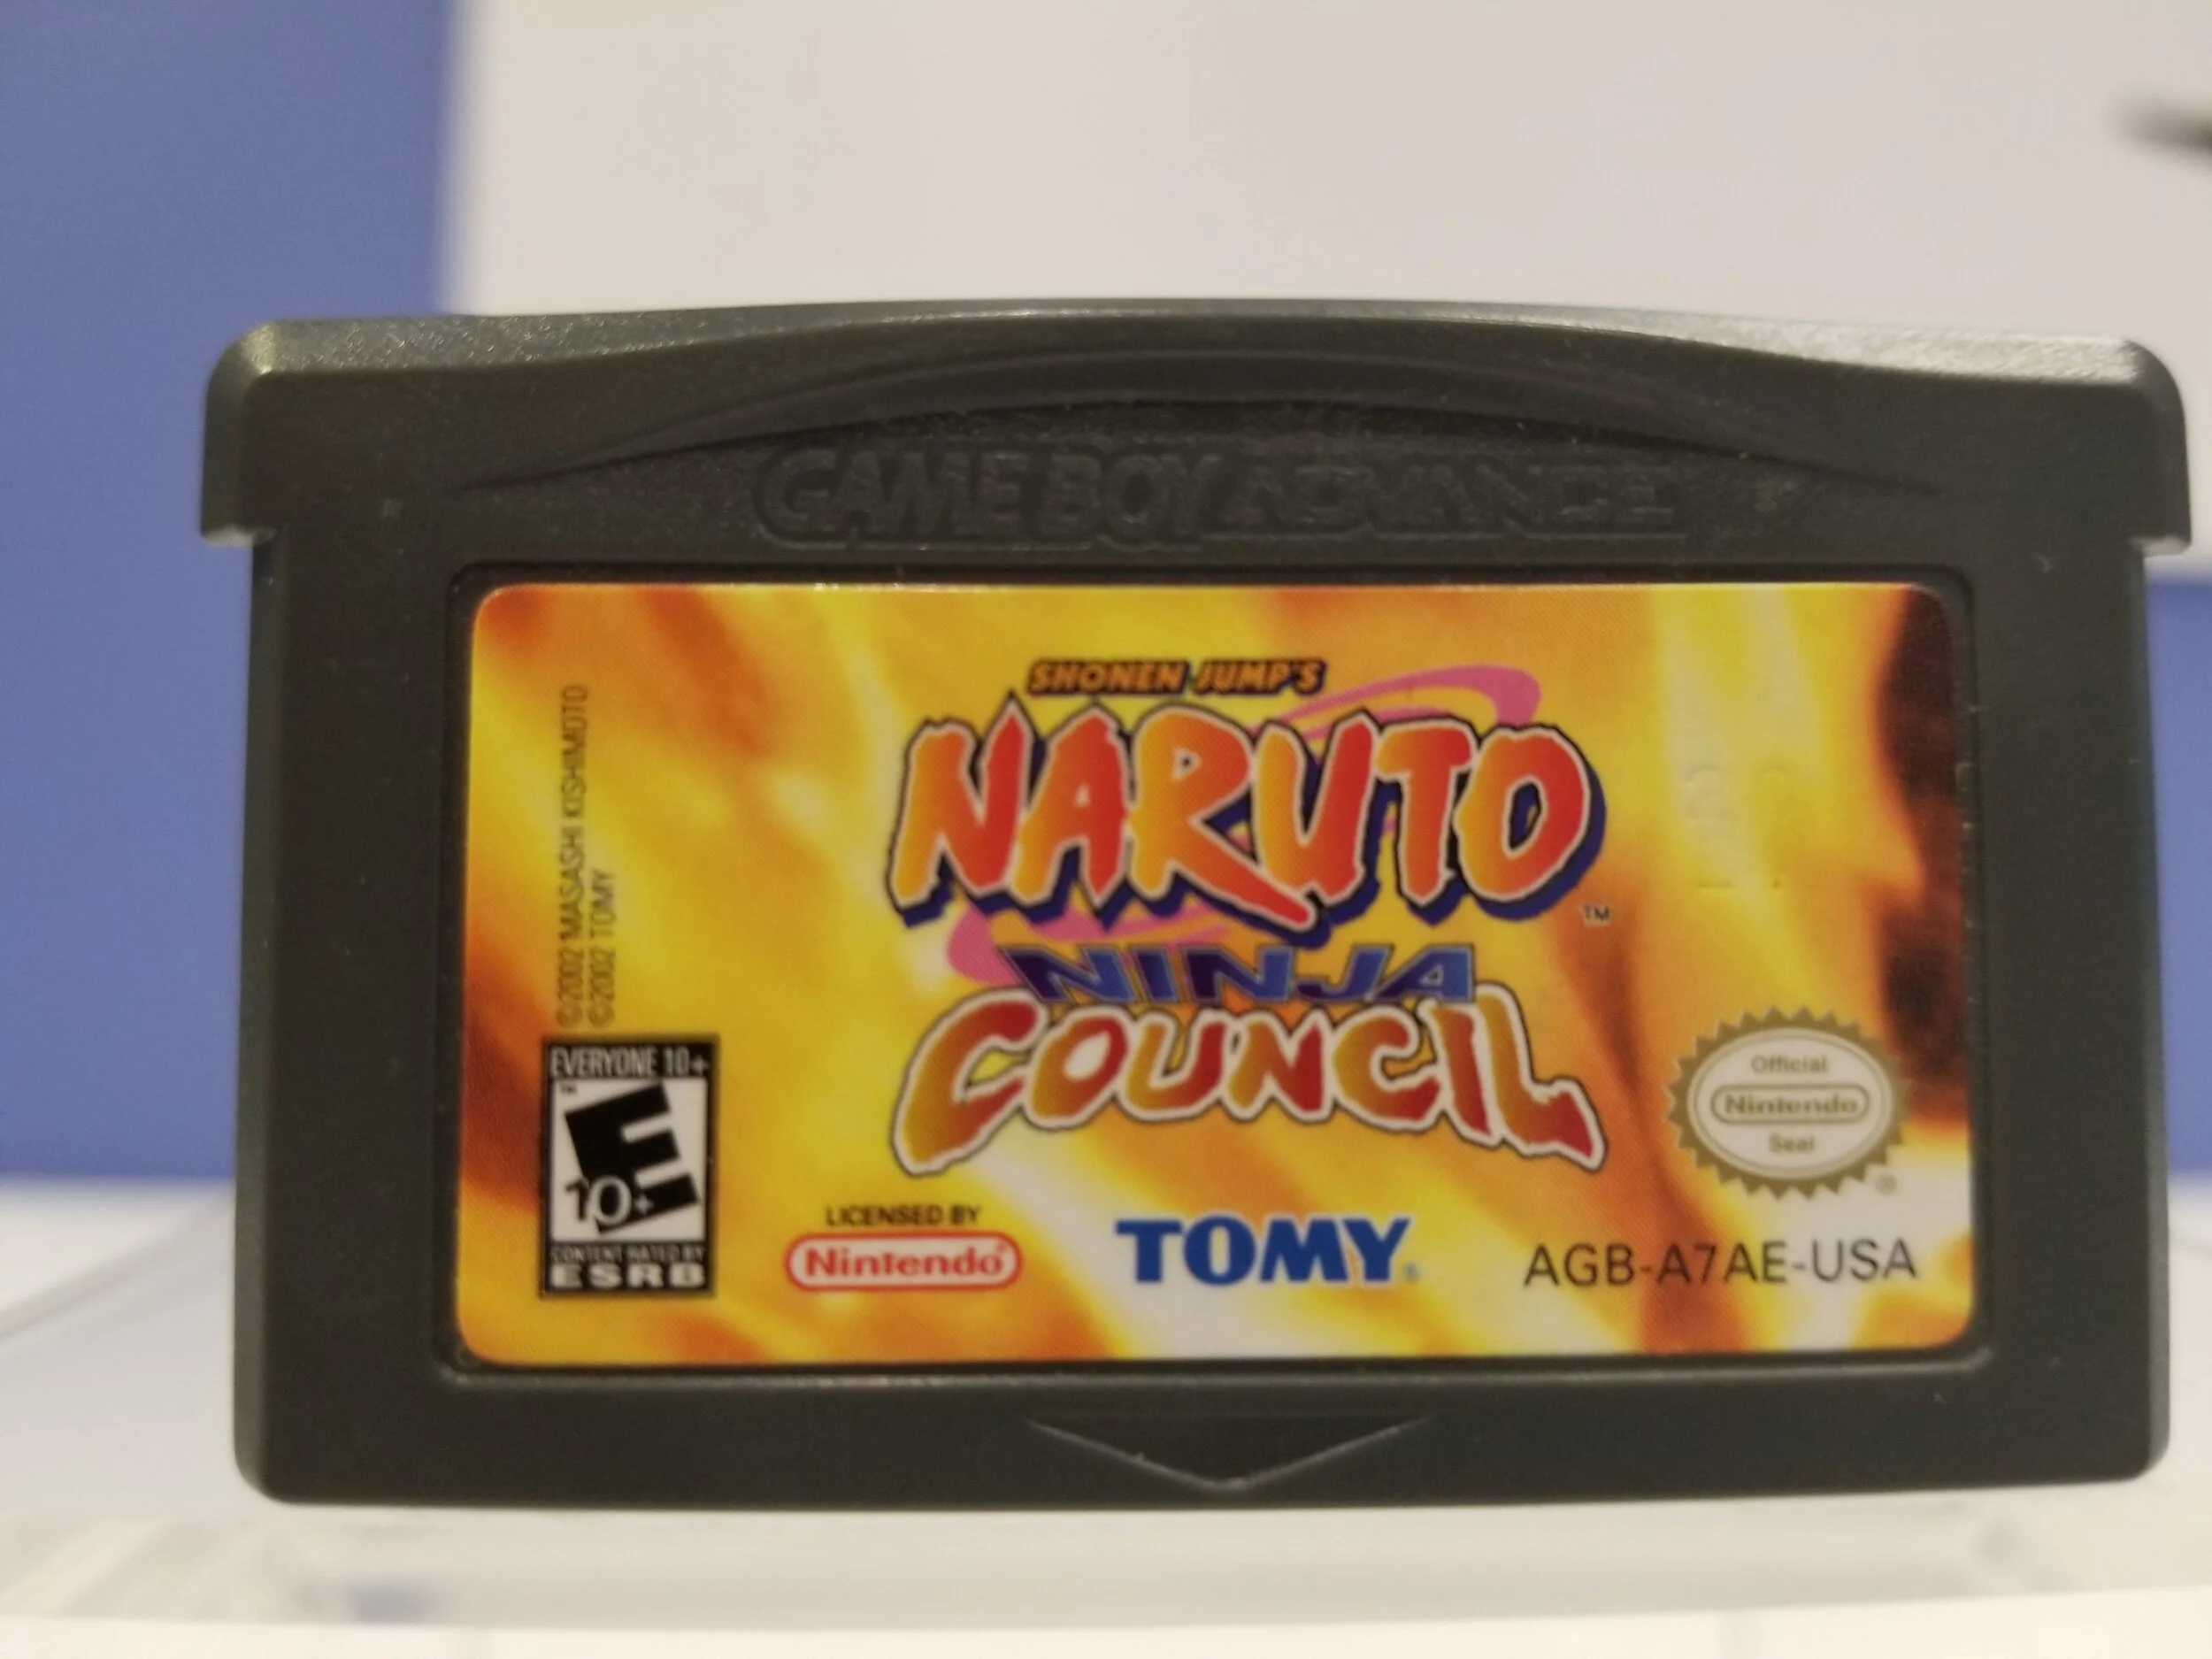 GAME BOY ADVANCE
SHONEN JUMP'S
NARUTO
TM
NINJA
COUNCIL
©2002 MASASHI KISHIMOTO
©2002 TOMY
EVERYONE 10+
E
10+
CONTENT RATED BY
ESRB
LICENSED BY
Nintendo®
TOMY®
Official
Nintendo
Seal
®
AGB-A7AE-USA